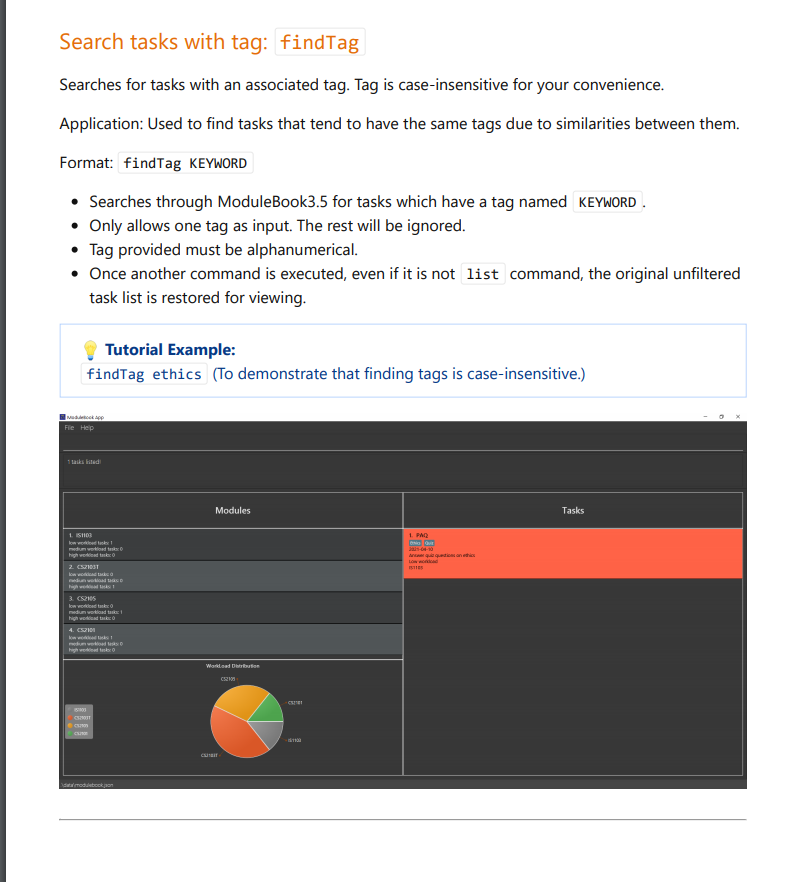 Search tasks with tag: findTag
Searches for tasks with an associated tag. Tag is case-insensitive for your convenience.
Application: Used to find tasks that tend to have the same tags due to similarities between them.
Format: findTag KEYWORD
• Searches through ModuleBook3.5 for tasks which have a tag named KEYWORD.
• Only allows one tag as input. The rest will be ignored.
• Tag provided must be alphanumerical.
• Once another command is executed, even if it is not list command, the original unfiltered
task list is restored for viewing.
💡 Tutorial Example:
findTag ethics (To demonstrate that finding tags is case-insensitive.)
ModuleBook App
File Help
1 tasks listed!
Modules
1. IS1103
low workload tasks: 1
medium workload tasks: 0
high workload tasks: 0
2. CS2103T
low workload tasks: 0
medium workload tasks: 0
high workload tasks: 1
3. CS2105
low workload tasks: 0
medium workload tasks: 1
high workload tasks: 0
4. CS2101
low workload tasks: 1
medium workload tasks: 0
high workload tasks: 0
WorkLoad Distribution
CS2105
CS2101
IS1103
CS2103T
IS1103
CS2103T
CS2105
CS2101
Tasks
1. PAQ
Ethics Quiz
2021-04-10
Answer quiz questions on ethics
Low workload
IS1103
\data\modulebook.json